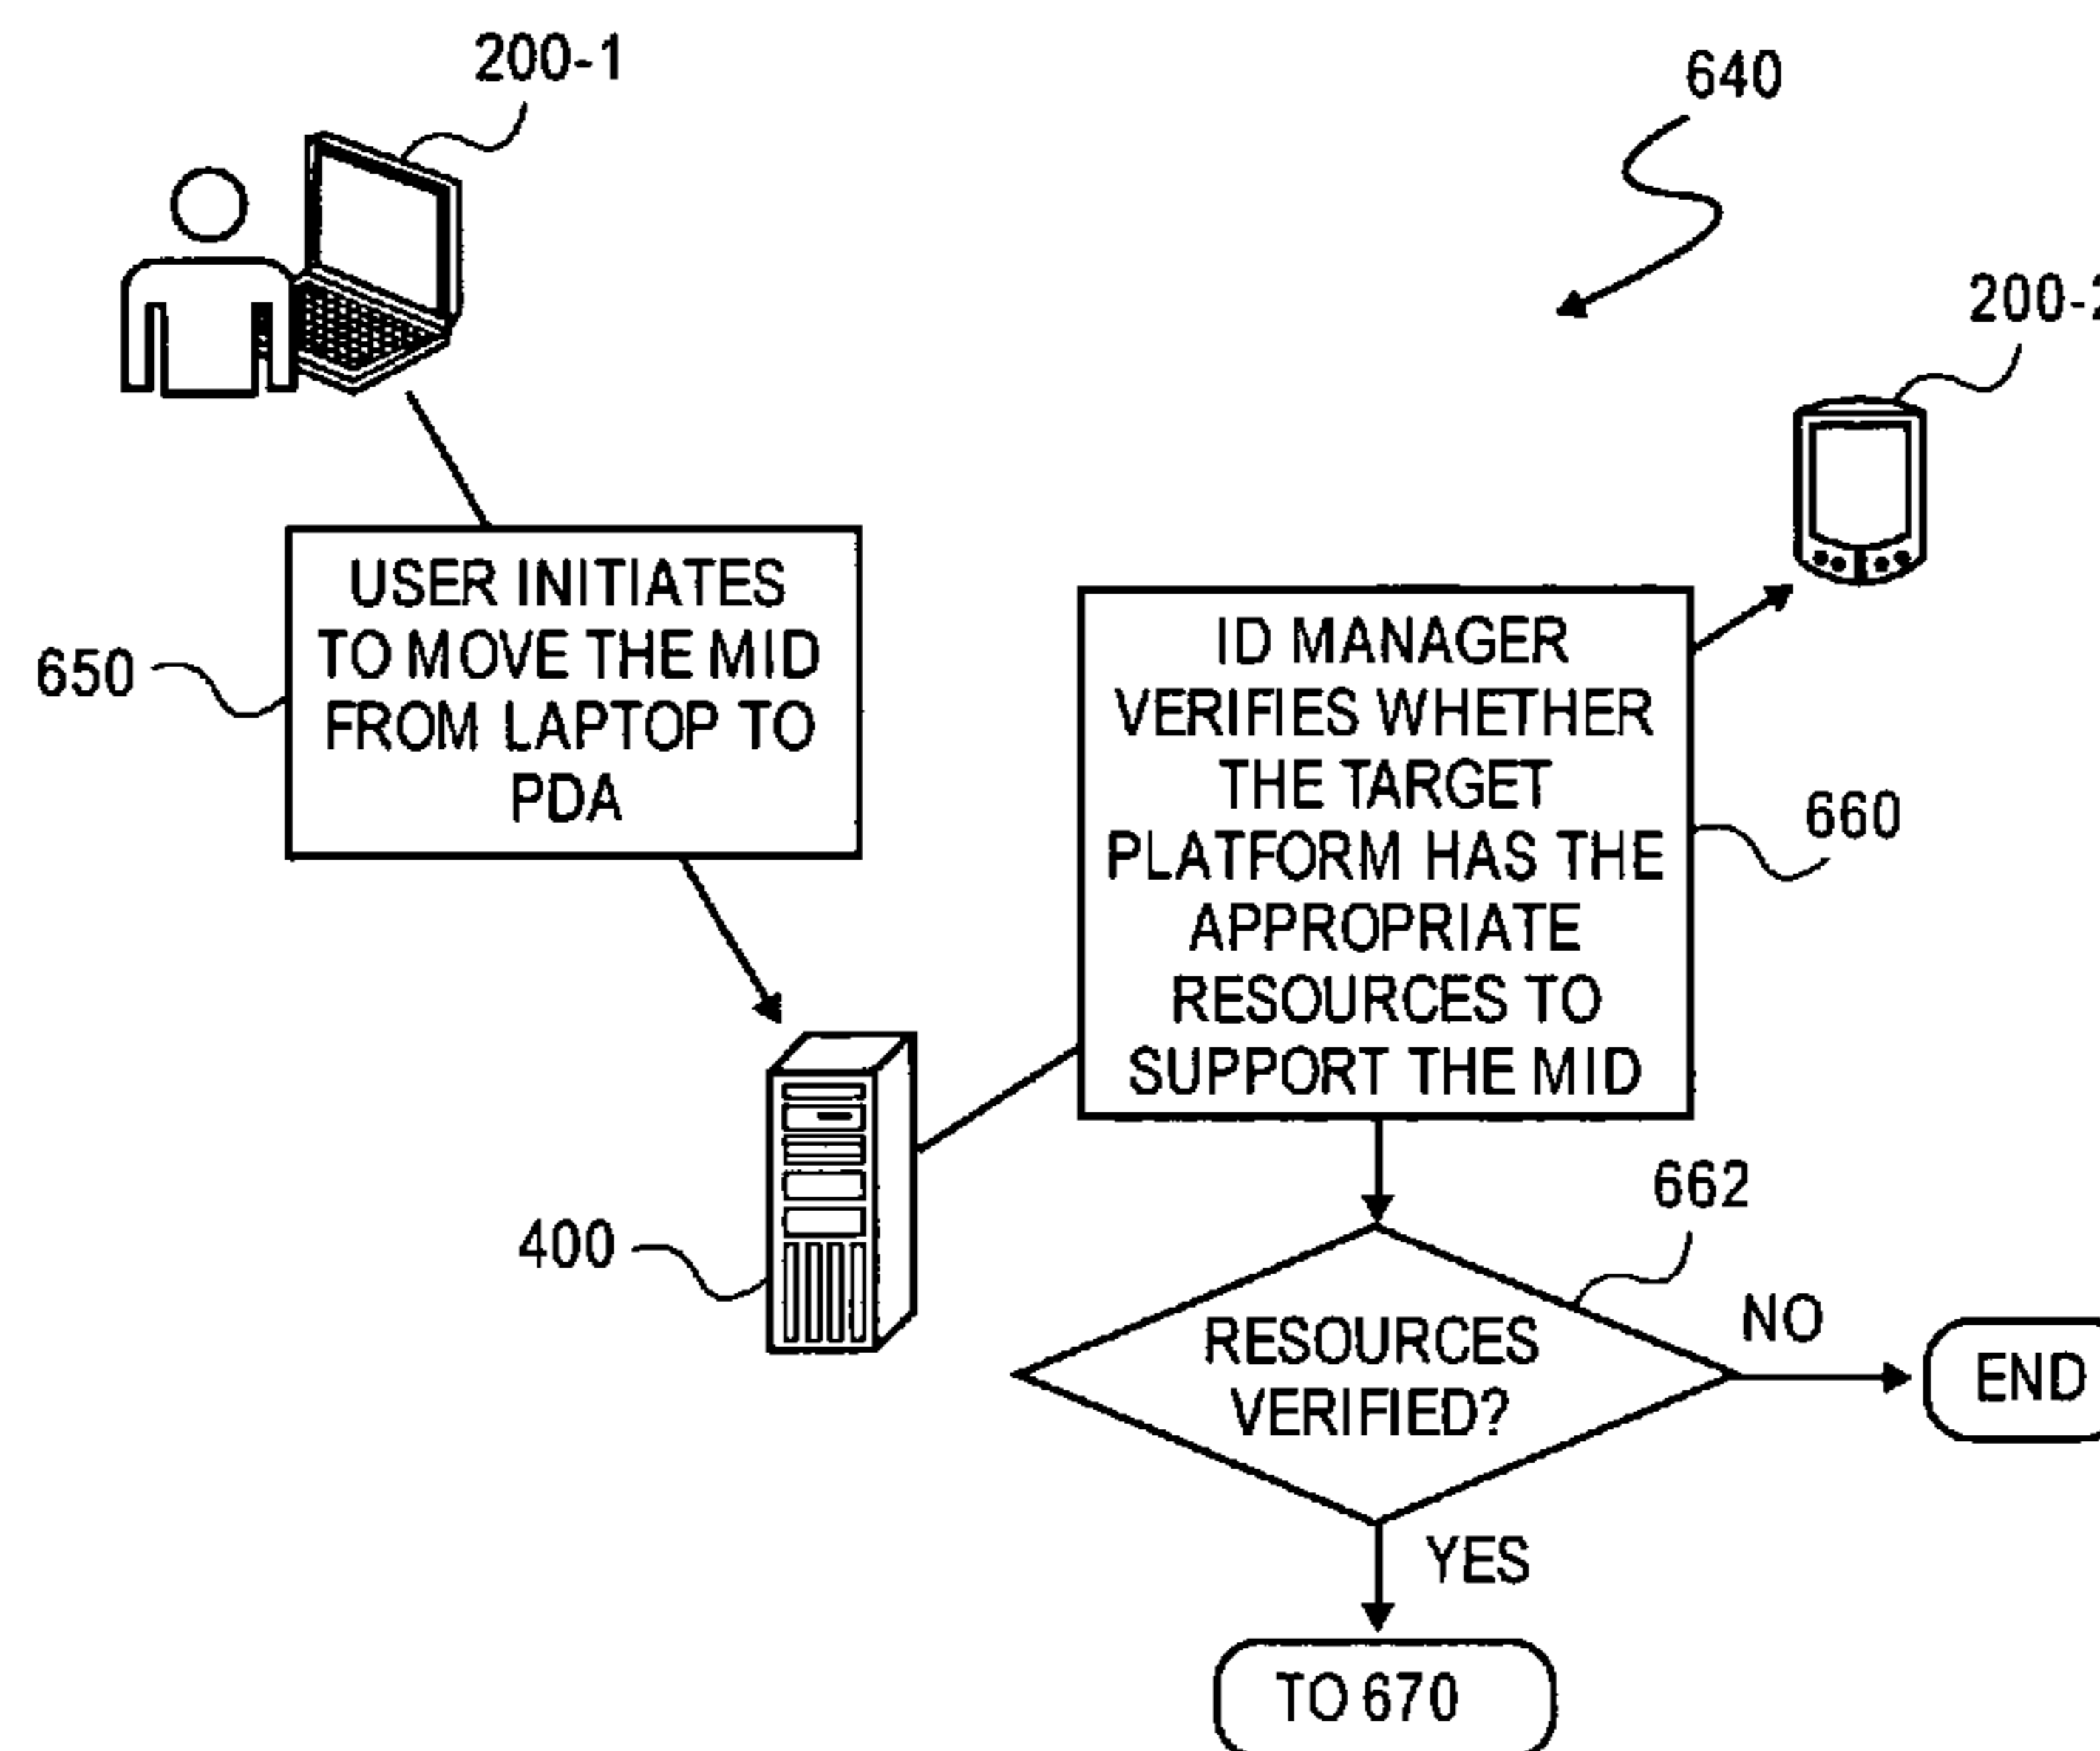 200-1
640
200-2
USER INITIATES
TO MOVE THE MID
FROM LAPTOP TO
PDA
650
ID MANAGER
VERIFIES WHETHER
THE TARGET
PLATFORM HAS THE
APPROPRIATE
RESOURCES TO
SUPPORT THE MID
660
400
662
RESOURCES
VERIFIED?
NO
END
YES
TO 670